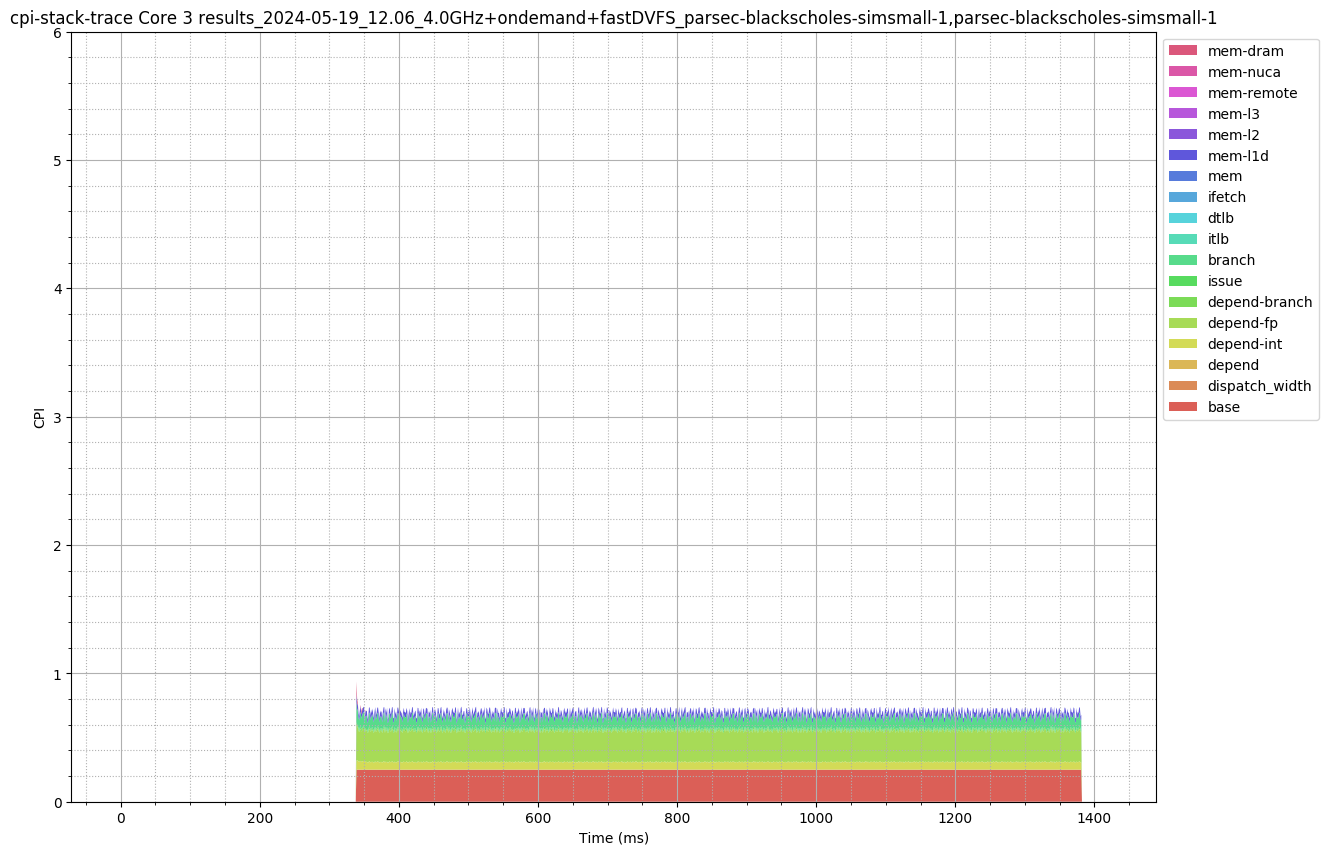 cpi-stack-trace Core 3 results_2024-05-19_12.06_4.0GHz+ondemand+fastDVFS_parsec-blackscholes-simsmall-1,parsec-blackscholes-simsmall-1
6
5
4
3
2
1
0
CPI
0 200 400 600 800 1000 1200 1400
Time (ms)
mem-dram
mem-nuca
mem-remote
mem-l3
mem-l2
mem-l1d
mem
ifetch
dtlb
itlb
branch
issue
depend-branch
depend-fp
depend-int
depend
dispatch_width
base